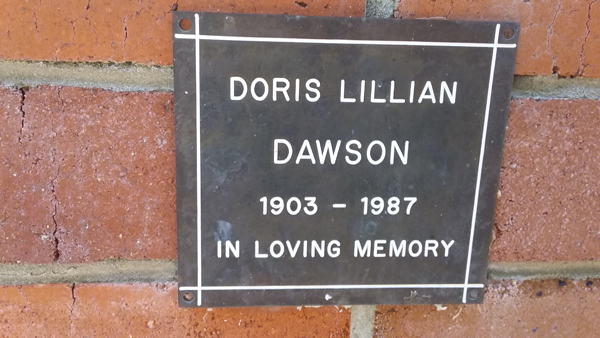 DORIS LILLIAN
DAWSON
1903 - 1987
IN LOVING MEMORY